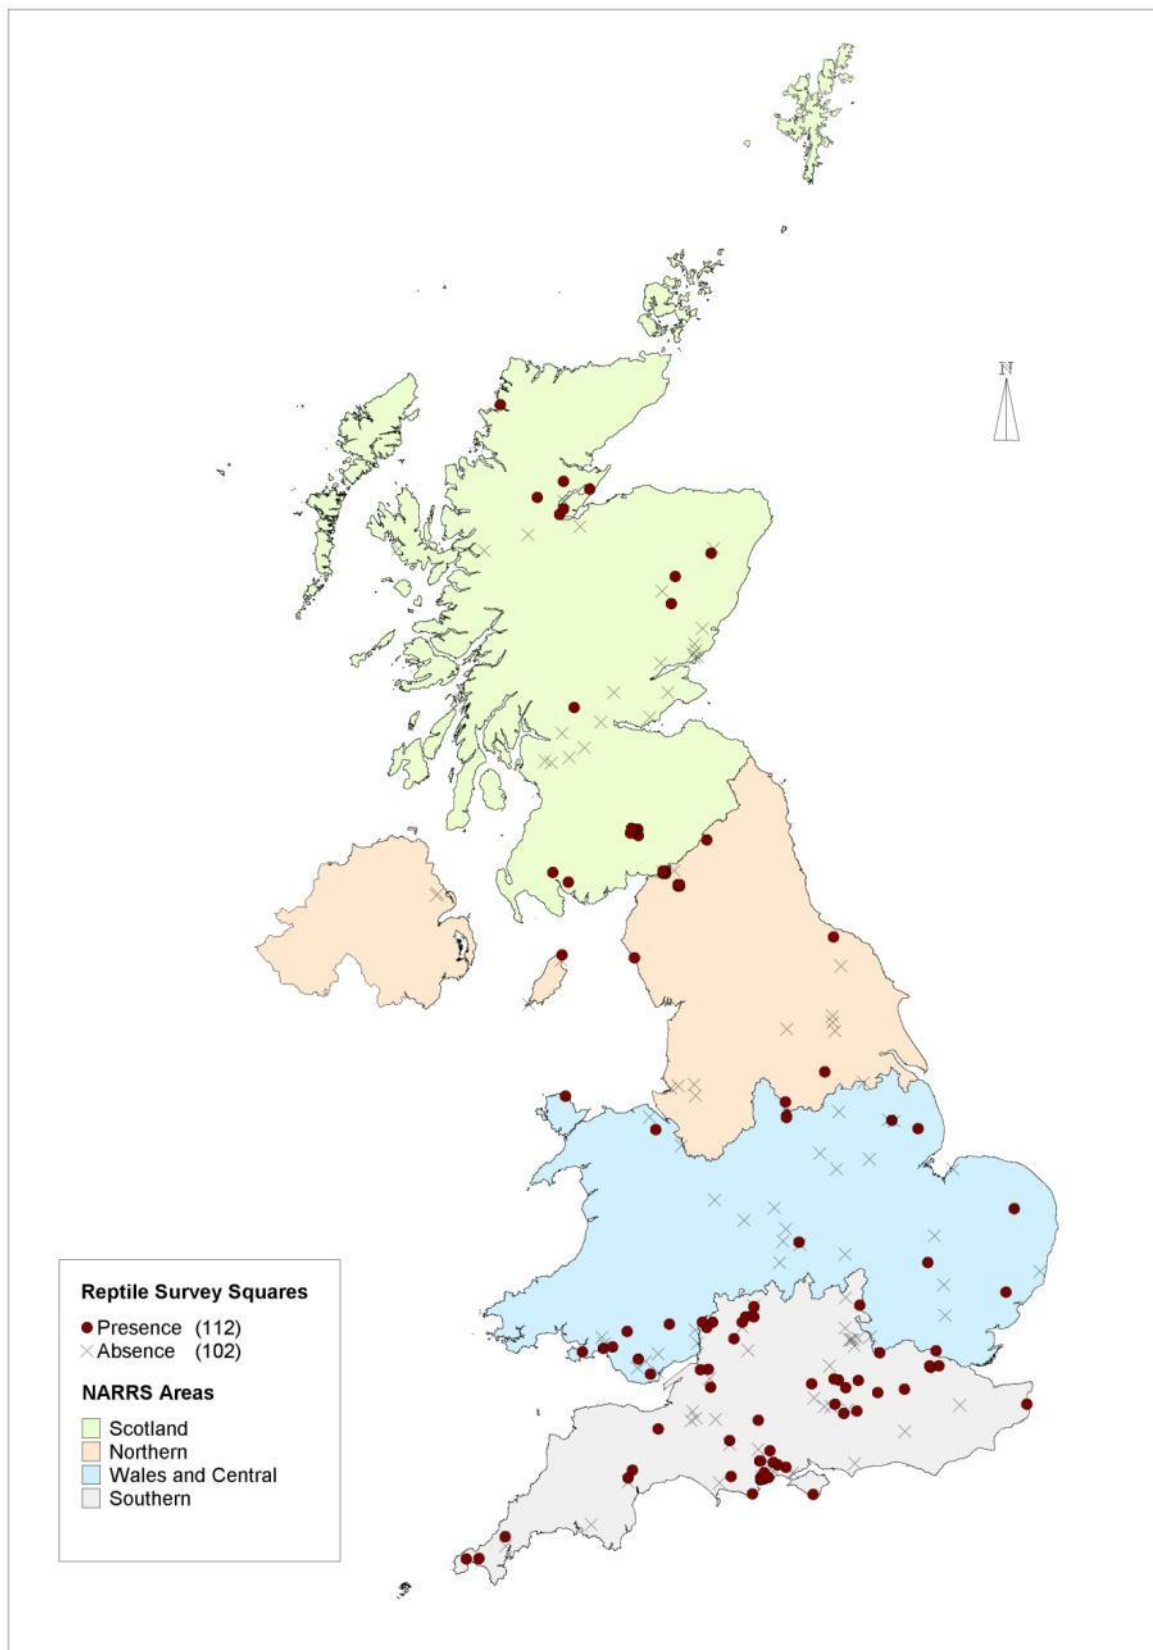 N
Reptile Survey Squares
Presence (112)
Absence (102)
NARRS Areas
Scotland
Northern
Wales and Central
Southern